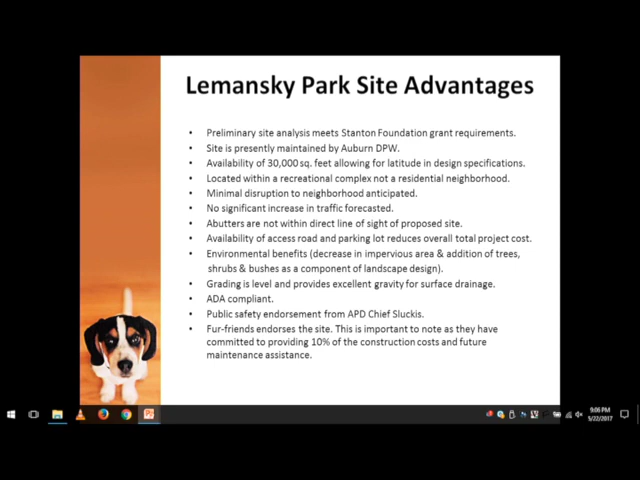 Lemansky Park Site Advantages
• Preliminary site analysis meets Stanton Foundation grant requirements.
• Site is presently maintained by Auburn DPW.
• Availability of 30,000 sq. feet allowing for latitude in design specifications.
• Located within a recreational complex not a residential neighborhood.
• Minimal disruption to neighborhood anticipated.
• No significant increase in traffic forecasted.
• Abutters are not within direct line of sight of proposed site.
• Availability of access road and parking lot reduces overall total project cost.
• Environmental benefits (decrease in impervious area & addition of trees,
shrubs & bushes as a component of landscape design).
• Grading is level and provides excellent gravity for surface drainage.
• ADA compliant.
• Public safety endorsement from APD Chief Sluckis.
• Fur-friends endorses the site. This is important to note as they have
committed to providing 10% of the construction costs and future
maintenance assistance.
9:06 PM
5/22/2017